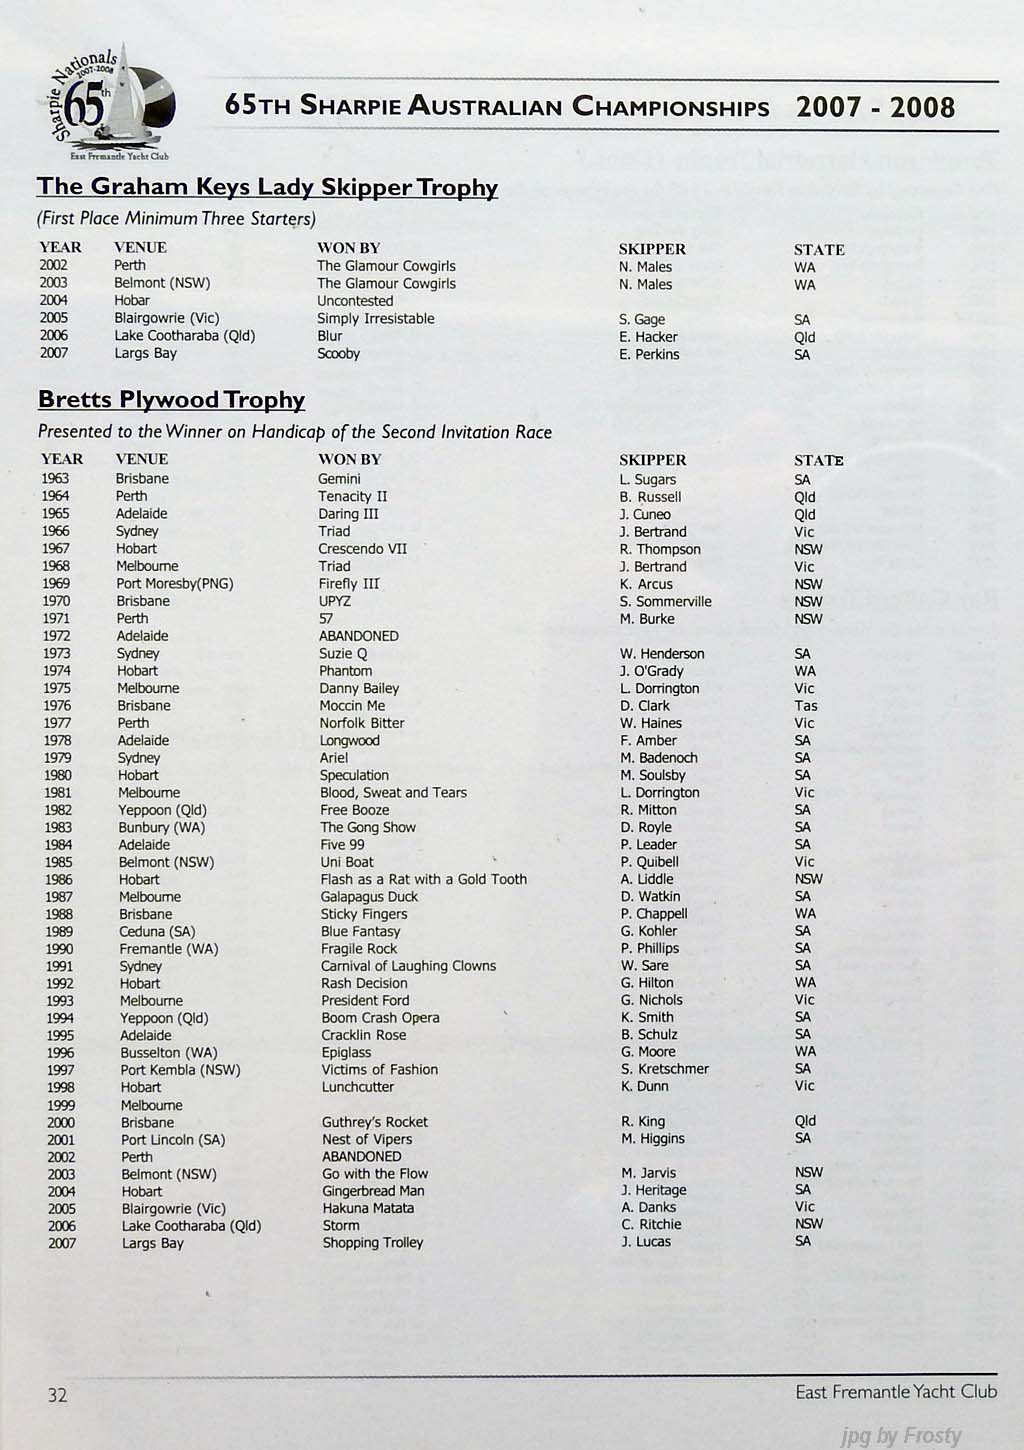 Sharpie Nationals
2007-2008
65th
East Fremantle Yacht Club
65TH SHARPIE AUSTRALIAN CHAMPIONSHIPS 2007 - 2008
The Graham Keys Lady Skipper Trophy
(First Place Minimum Three Starters)
YEAR VENUE WON BY SKIPPER STATE
2002 Perth The Glamour Cowgirls N. Males WA
2003 Belmont (NSW) The Glamour Cowgirls N. Males WA
2004 Hobar Uncontested
2005 Blairgowrie (Vic) Simply Irresistable S. Gage SA
2006 Lake Cootharaba (Qld) Blur E. Hacker Qld
2007 Largs Bay Scooby E. Perkins SA
Bretts Plywood Trophy
Presented to the Winner on Handicap of the Second Invitation Race
YEAR VENUE WON BY SKIPPER STATE
1963 Brisbane Gemini L. Sugars SA
1964 Perth Tenacity II B. Russell Qld
1965 Adelaide Daring III J. Cuneo Qld
1966 Sydney Triad J. Bertrand Vic
1967 Hobart Crescendo VII R. Thompson NSW
1968 Melbourne Triad J. Bertrand Vic
1969 Port Moresby(PNG) Firefly III K. Arcus NSW
1970 Brisbane UPYZ S. Sommerville NSW
1971 Perth 57 M. Burke NSW
1972 Adelaide ABANDONED
1973 Sydney Suzie Q W. Henderson SA
1974 Hobart Phantom J. O'Grady WA
1975 Melbourne Danny Bailey L. Dorrington Vic
1976 Brisbane Moccin Me D. Clark Tas
1977 Perth Norfolk Bitter W. Haines Vic
1978 Adelaide Longwood F. Amber SA
1979 Sydney Ariel M. Badenoch SA
1980 Hobart Speculation M. Soulsby SA
1981 Melbourne Blood, Sweat and Tears L. Dorrington Vic
1982 Yeppoon (Qld) Free Booze R. Mitton SA
1983 Bunbury (WA) The Gong Show D. Royle SA
1984 Adelaide Five 99 P. Leader SA
1985 Belmont (NSW) Uni Boat P. Quibell Vic
1986 Hobart Flash as a Rat with a Gold Tooth A. Liddle NSW
1987 Melbourne Galapagus Duck D. Watkin SA
1988 Brisbane Sticky Fingers P. Chappell WA
1989 Ceduna (SA) Blue Fantasy G. Kohler SA
1990 Fremantle (WA) Fragile Rock P. Phillips SA
1991 Sydney Carnival of Laughing Clowns W. Sare SA
1992 Hobart Rash Decision G. Hilton WA
1993 Melbourne President Ford G. Nichols Vic
1994 Yeppoon (Qld) Boom Crash Opera K. Smith SA
1995 Adelaide Cracklin Rose B. Schulz SA
1996 Busselton (WA) Epiglass G. Moore WA
1997 Port Kembla (NSW) Victims of Fashion S. Kretschmer SA
1998 Hobart Lunchcutter K. Dunn Vic
1999 Melbourne
2000 Brisbane Guthrey's Rocket R. King Qld
2001 Port Lincoln (SA) Nest of Vipers M. Higgins SA
2002 Perth ABANDONED
2003 Belmont (NSW) Go with the Flow M. Jarvis NSW
2004 Hobart Gingerbread Man J. Heritage SA
2005 Blairgowrie (Vic) Hakuna Matata A. Danks Vic
2006 Lake Cootharaba (Qld) Storm C. Ritchie NSW
2007 Largs Bay Shopping Trolley J. Lucas SA
32 East Fremantle Yacht Club
jpg by Frosty